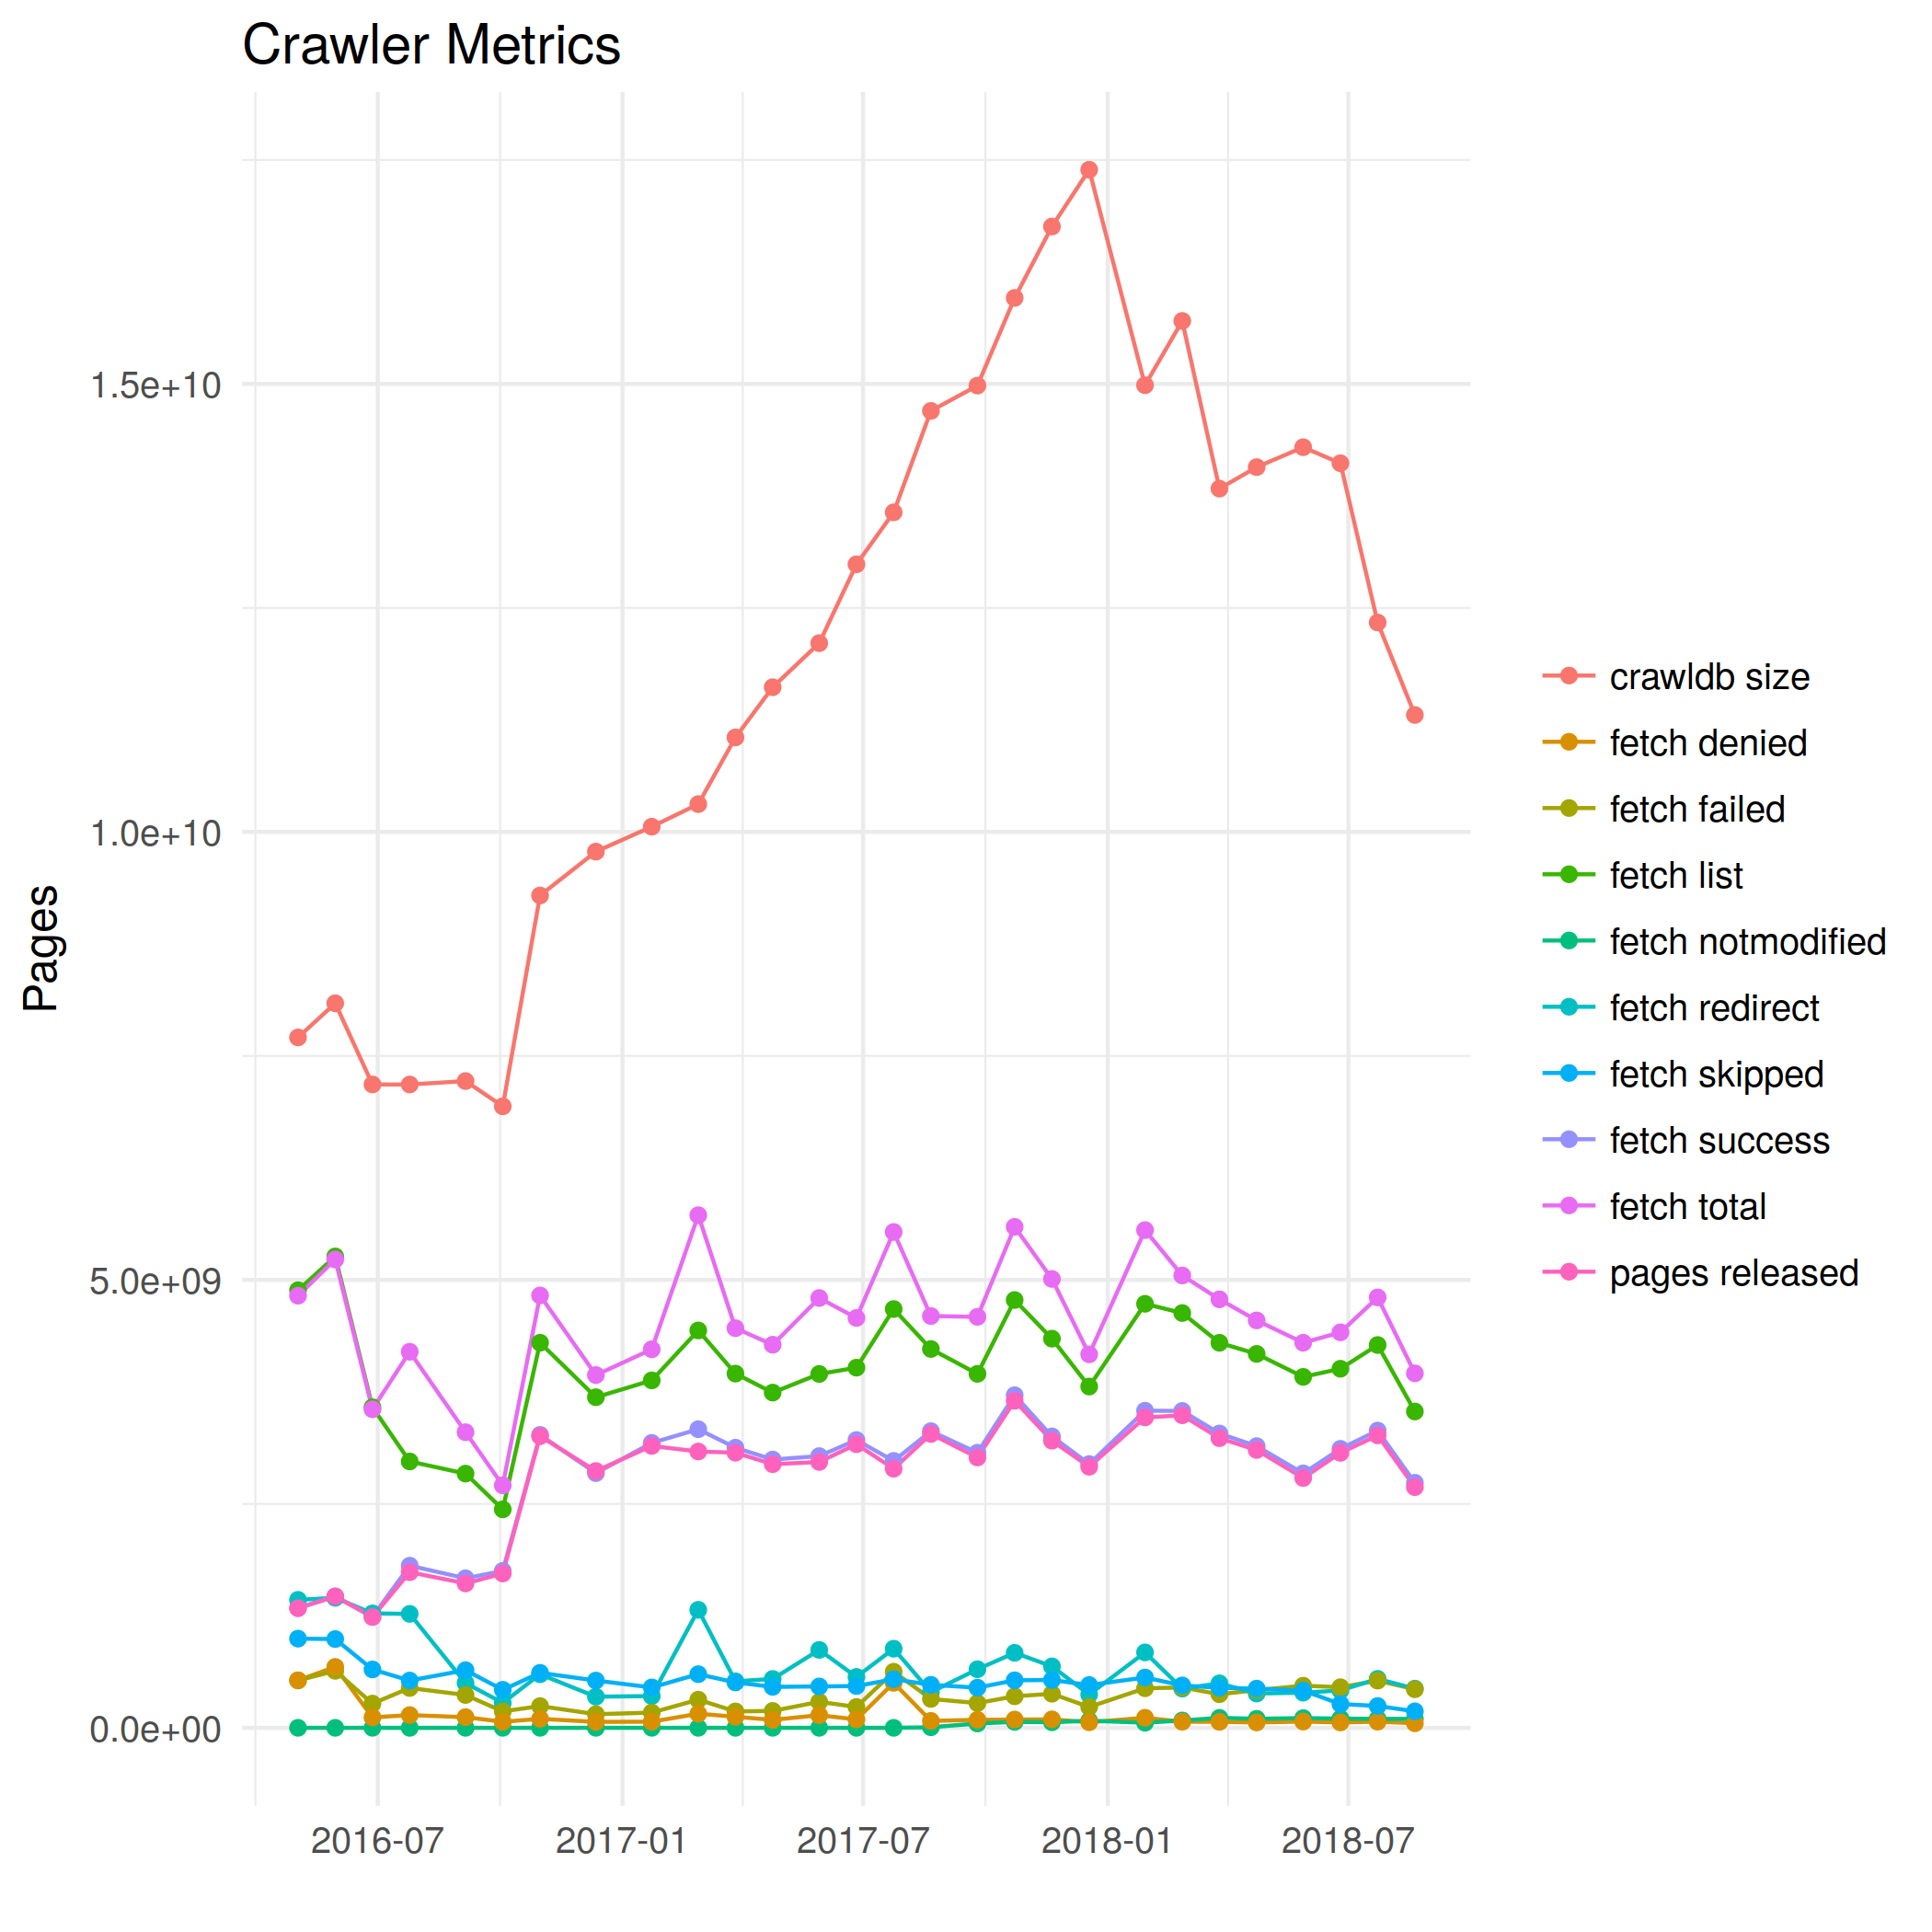 Crawler Metrics
1.5e+10
1.0e+10
5.0e+09
0.0e+00
Pages
2016-07
2017-01
2017-07
2018-01
2018-07
crawldb size
fetch denied
fetch failed
fetch list
fetch notmodified
fetch redirect
fetch skipped
fetch success
fetch total
pages released